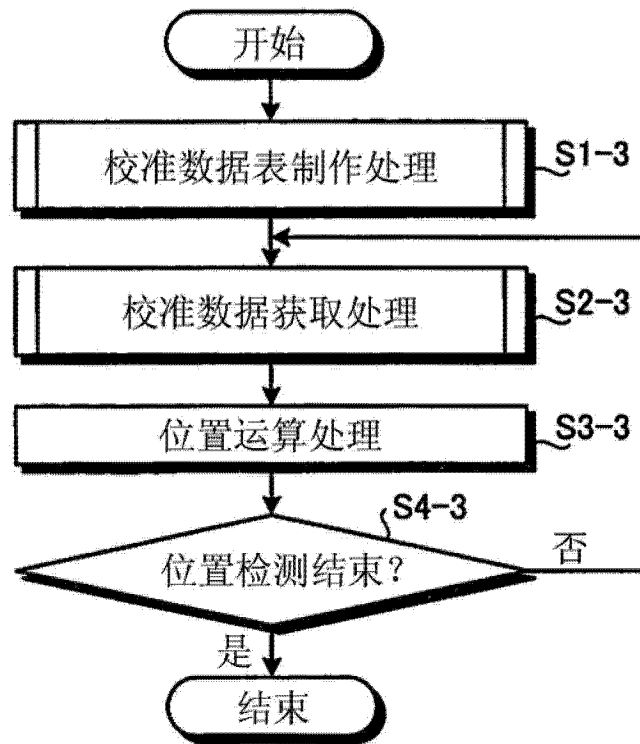 开始
校准数据表制作处理
S1-3
校准数据获取处理
S2-3
位置运算处理
S3-3
S4-3
位置检测结束？
否
是
结束